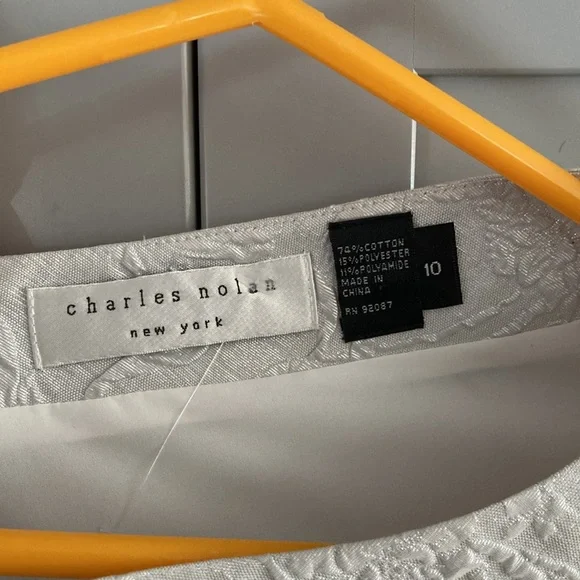 charles nolan
new york
74%COTTON
15%POLYESTER
11%POLYAMIDE
MADE IN
CHINA
RN 92087
10